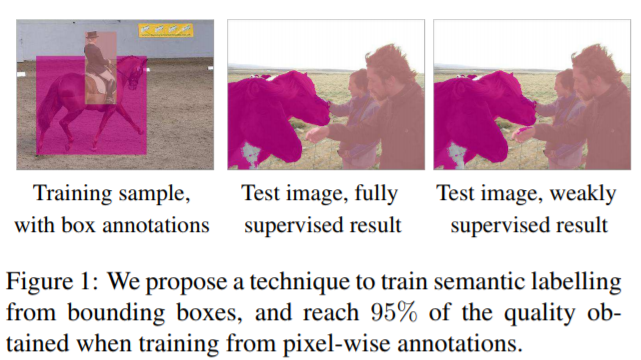 Training sample,
with box annotations
Test image, fully
supervised result
Test image, weakly
supervised result
Figure 1: We propose a technique to train semantic labelling
from bounding boxes, and reach 95% of the quality ob-
tained when training from pixel-wise annotations.